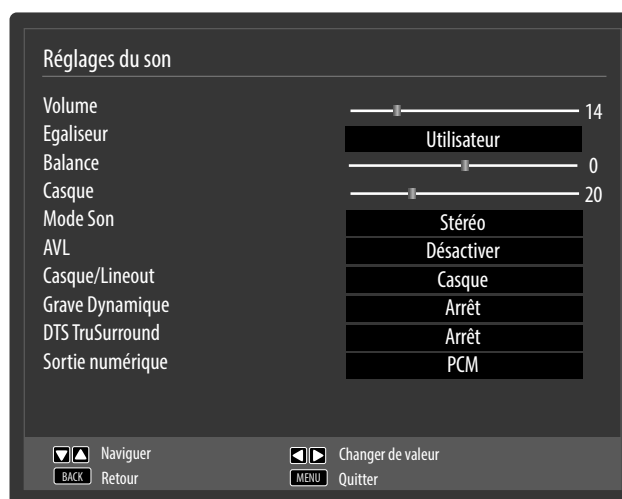 Réglages du son
Volume 14
Egaliseur Utilisateur
Balance 0
Casque 20
Mode Son Stéréo
AVL Désactiver
Casque/Lineout Casque
Grave Dynamique Arrêt
DTS TruSurround Arrêt
Sortie numérique PCM
Naviguer Changer de valeur
BACK Retour MENU Quitter